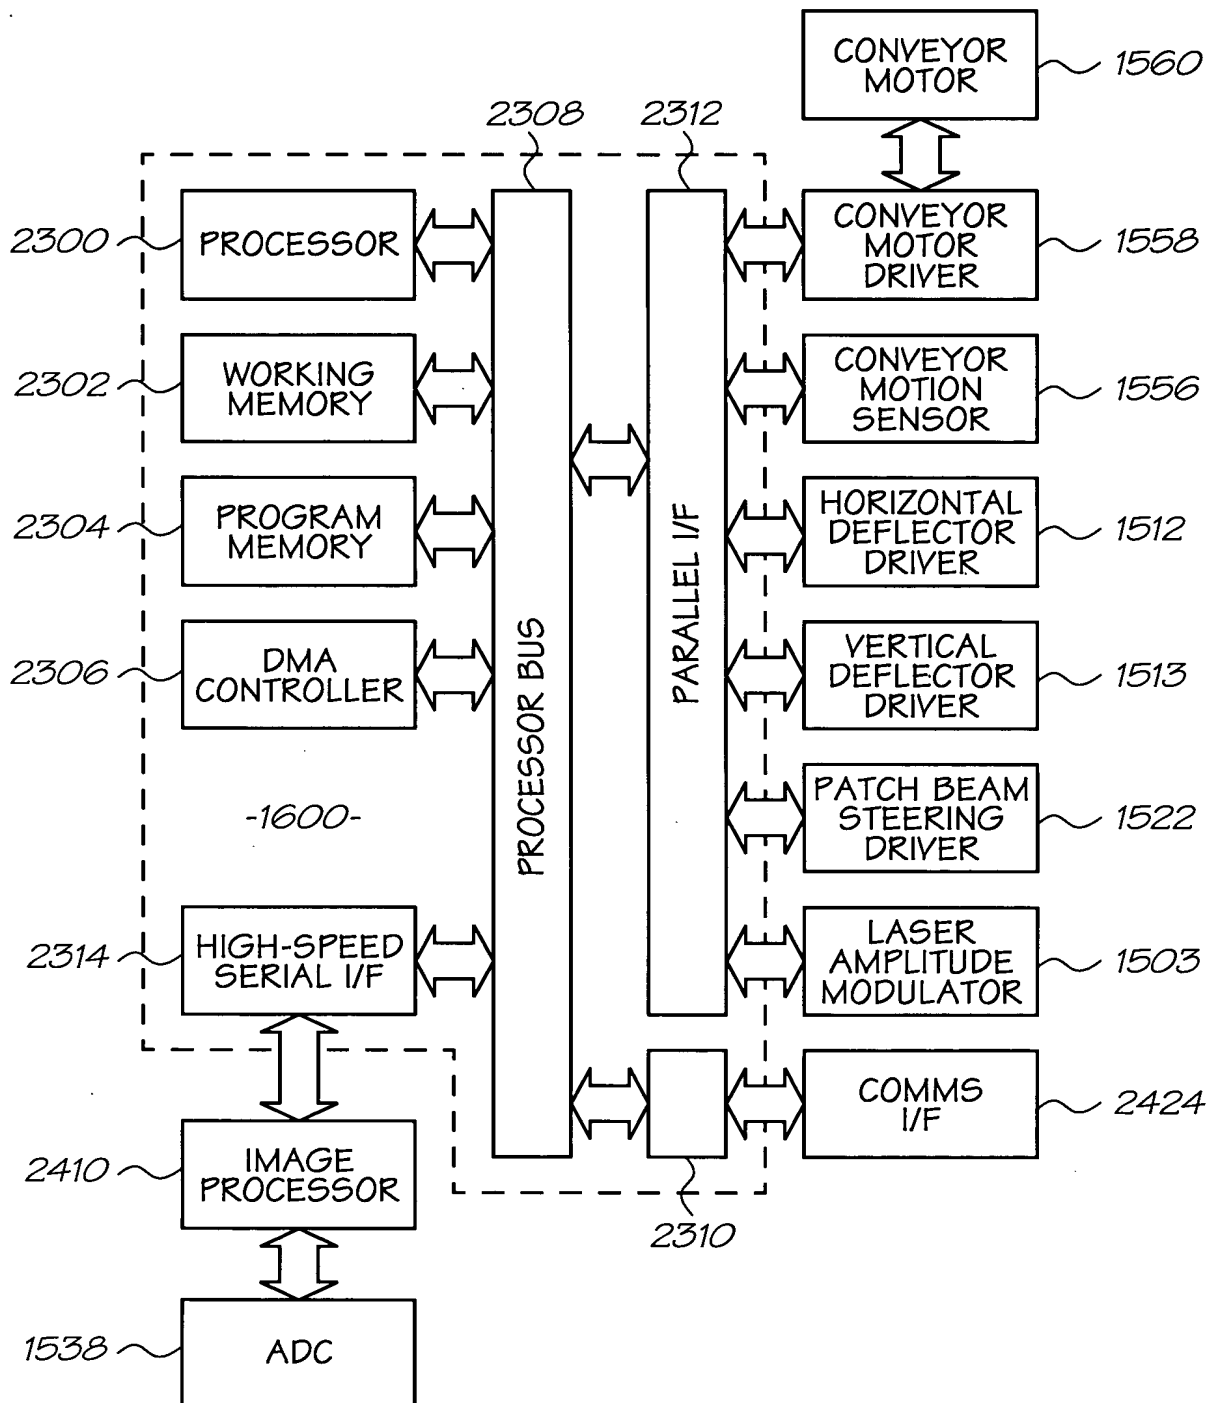 CONVEYOR
MOTOR
1560
2308
2312
2300
PROCESSOR
CONVEYOR
MOTOR
DRIVER
1558
2302
WORKING
MEMORY
CONVEYOR
MOTION
SENSOR
1556
2304
PROGRAM
MEMORY
HORIZONTAL
DEFLECTOR
DRIVER
1512
2306
DMA
CONTROLLER
PROCESSOR BUS
PARALLEL I/F
VERTICAL
DEFLECTOR
DRIVER
1513
-1600-
PATCH BEAM
STEERING
DRIVER
1522
2314
HIGH-SPEED
SERIAL I/F
LASER
AMPLITUDE
MODULATOR
1503
COMMS
I/F
2424
2410
IMAGE
PROCESSOR
2310
1538
ADC